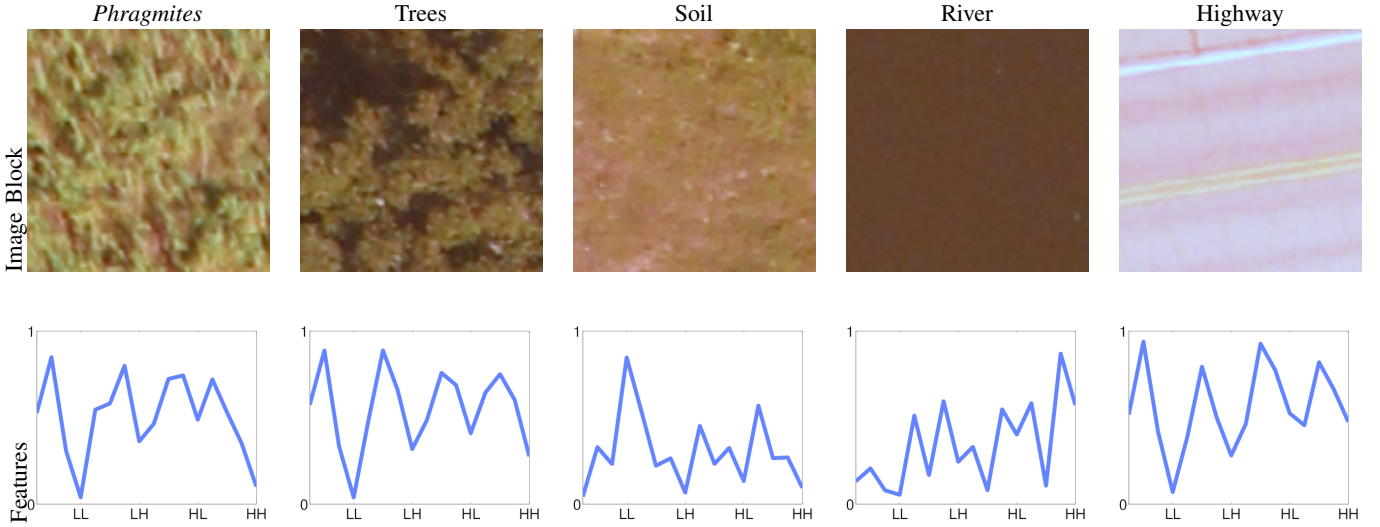 Phragmites
Trees
Soil
River
Highway
Image Block
Features
1
0
LL
LH
HL
HH
1
0
LL
LH
HL
HH
1
0
LL
LH
HL
HH
1
0
LL
LH
HL
HH
1
0
LL
LH
HL
HH